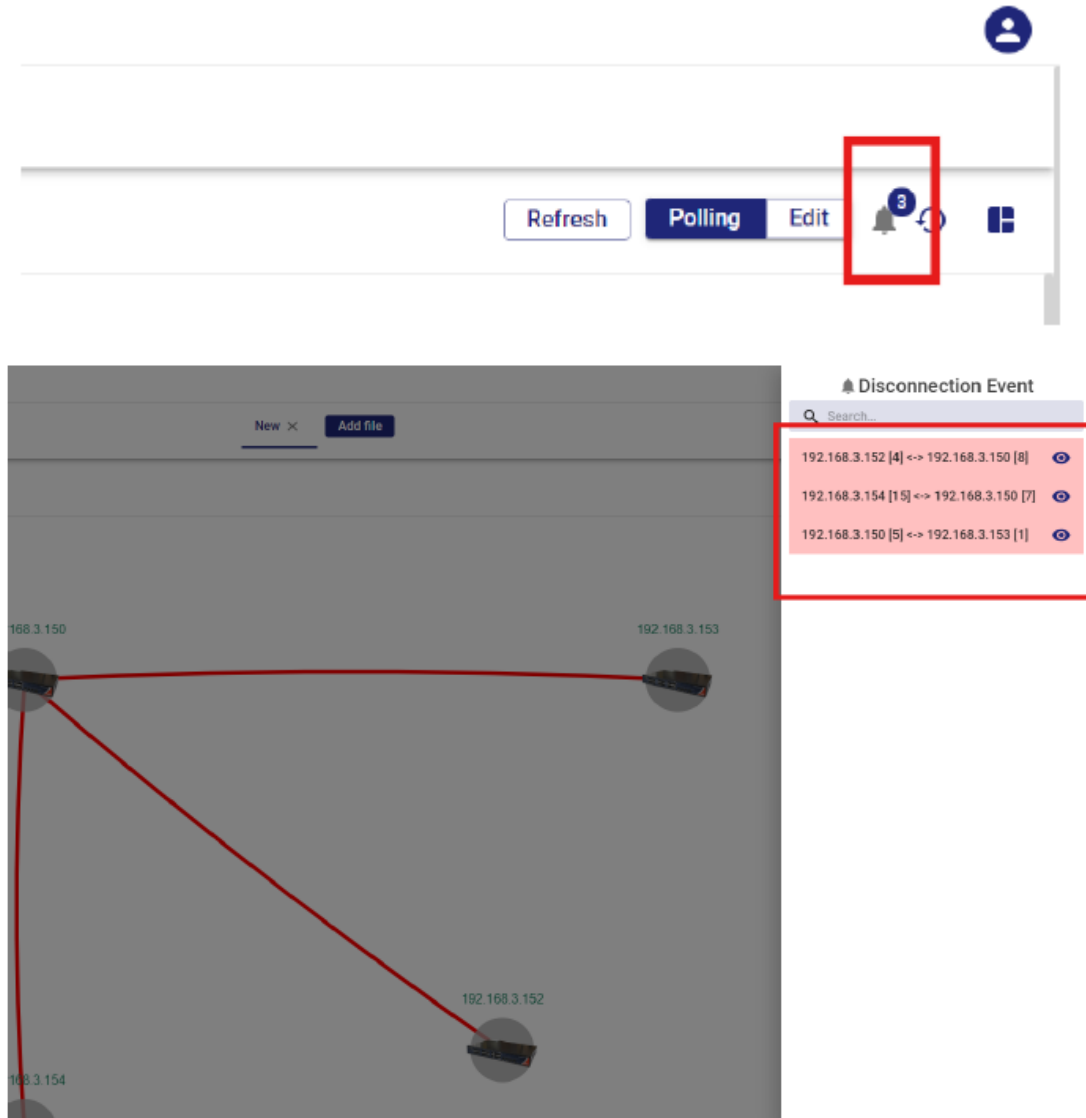 Refresh Polling Edit 3
Disconnection Event
Search...
New Add file
192.168.3.152 [4] <-> 192.168.3.150 [8]
192.168.3.154 [15] <-> 192.168.3.150 [7]
192.168.3.150 [5] <-> 192.168.3.153 [1]
168.3.150
192.168.3.153
192.168.3.152
168.3.154